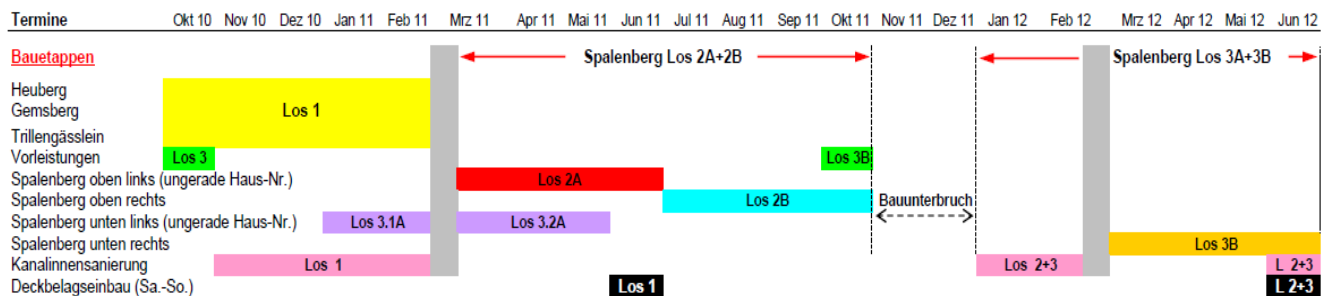 Termine Okt 10 Nov 10 Dez 10 Jan 11 Feb 11 Mrz 11 Apr 11 Mai 11 Jun 11 Jul 11 Aug 11 Sep 11 Okt 11 Nov 11 Dez 11 Jan 12 Feb 12 Mrz 12 Apr 12 Mai 12 Jun 12
Bauetappen Spalenberg Los 2A+2B Spalenberg Los 3A+3B
Heuberg
Gemsberg Los 1
Trillengässlein
Vorleistungen Los 3 Los 3B
Spalenberg oben links (ungerade Haus-Nr.) Los 2A
Spalenberg oben rechts Los 2B Bauunterbruch
Spalenberg unten links (ungerade Haus-Nr.) Los 3.1A Los 3.2A
Spalenberg unten rechts Los 3B
Kanalinnensanierung Los 1 Los 2+3 L 2+3
Deckbelagseinbau (Sa.-So.) Los 1 L 2+3